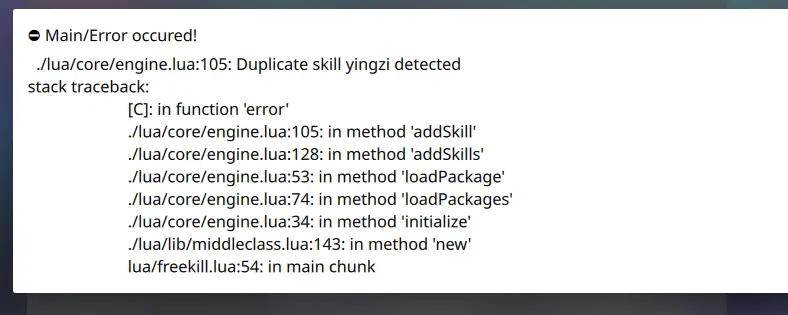 ⛔ Main/Error occured!
./lua/core/engine.lua:105: Duplicate skill yingzi detected
stack traceback:
[C]: in function 'error'
./lua/core/engine.lua:105: in method 'addSkill'
./lua/core/engine.lua:128: in method 'addSkills'
./lua/core/engine.lua:53: in method 'loadPackage'
./lua/core/engine.lua:74: in method 'loadPackages'
./lua/core/engine.lua:34: in method 'initialize'
./lua/lib/middleclass.lua:143: in method 'new'
lua/freekill.lua:54: in main chunk